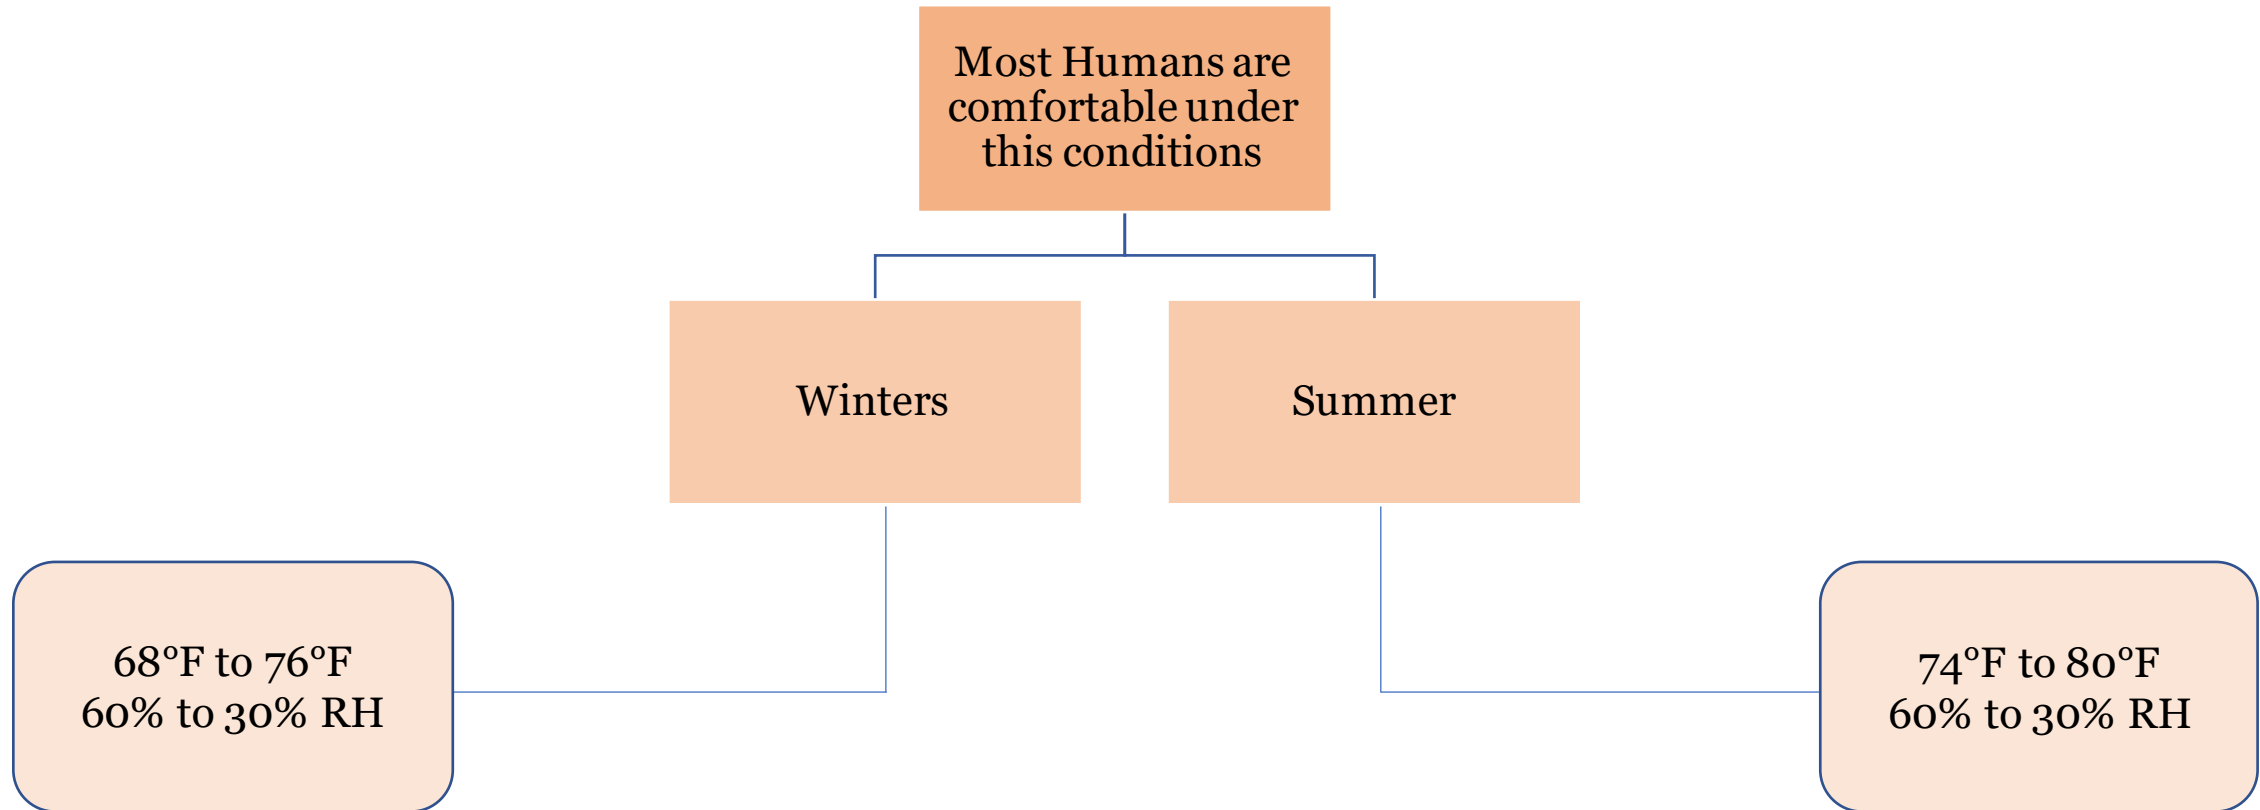 Most Humans are
comfortable under
this conditions
Winters
Summer
68°F to 76°F
60% to 30% RH
74°F to 80°F
60% to 30% RH